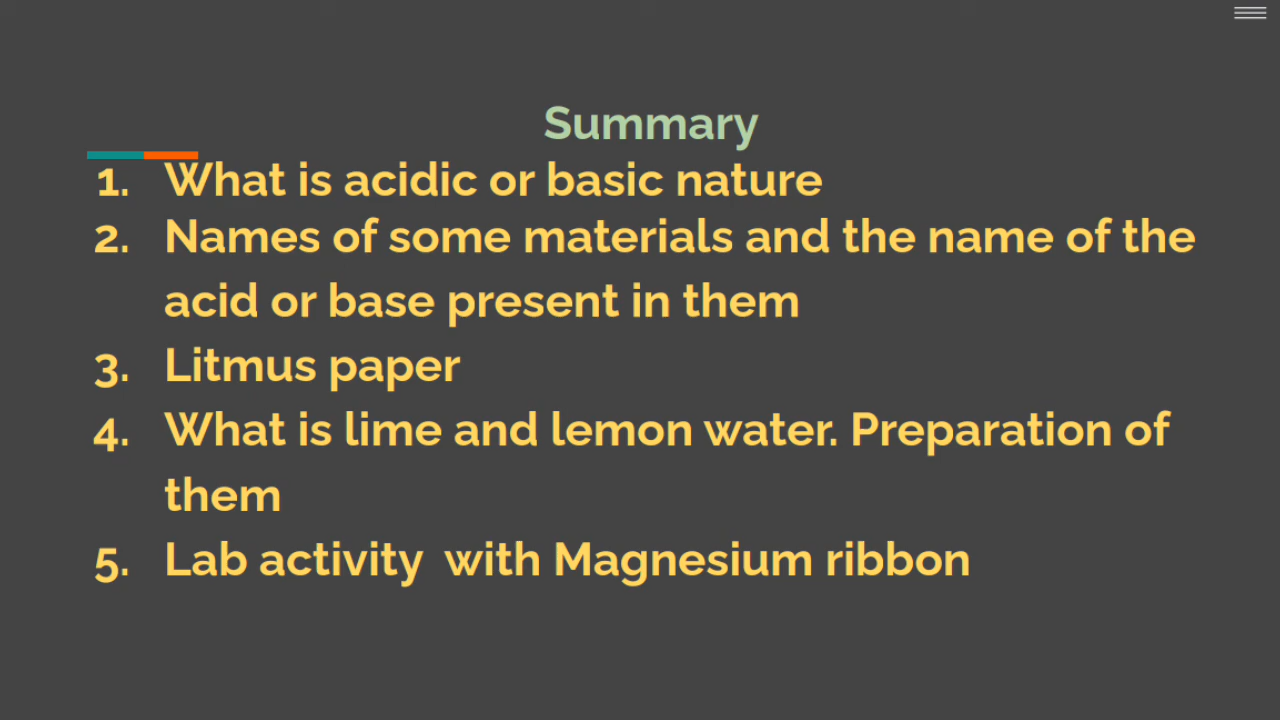 Summary
1. What is acidic or basic nature
2. Names of some materials and the name of the
acid or base present in them
3. Litmus paper
4. What is lime and lemon water. Preparation of
them
5. Lab activity  with Magnesium ribbon